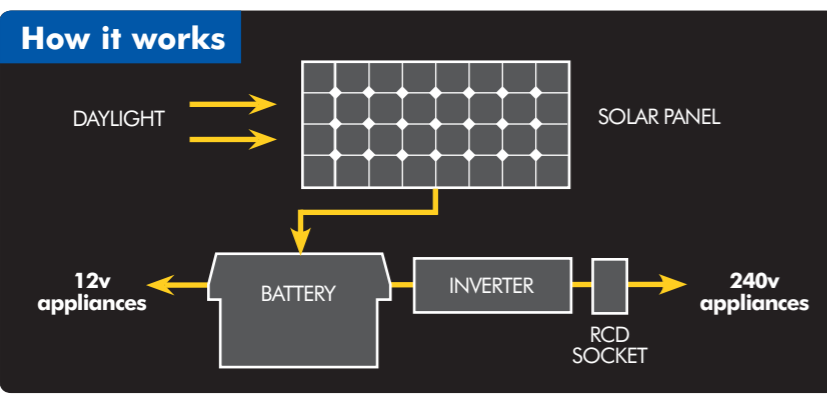 How it works
DAYLIGHT
SOLAR PANEL
12v
appliances
BATTERY
INVERTER
RCD
SOCKET
240v
appliances